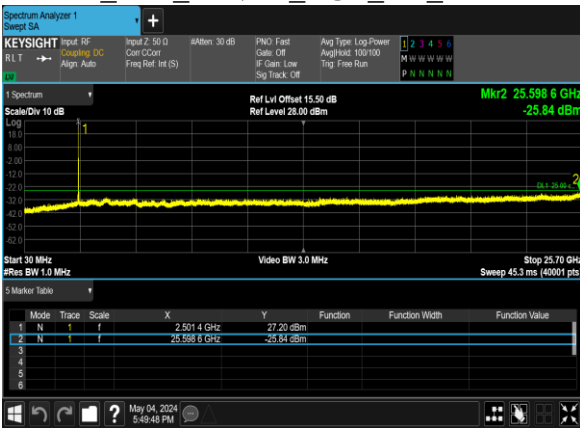 Spectrum Analyzer 1
Swept SA
KEYSIGHT Input: RF Input Z: 50 Ω #Atten: 30 dB PNO: Fast Avg Type: Log-Power 1 2 3 4 5 6
RLT Coupling: DC Corr CCorr Gate: Off Avg|Hold: 100/100 M W W W W W
Align: Auto Freq Ref: Int (S) IF Gain: Low Trig: Free Run P N N N N N
LW Sig Track: Off
1 Spectrum Ref Lvl Offset 15.50 dB Mkr2 25.598 6 GHz
Scale/Div 10 dB Ref Level 28.00 dBm -25.84 dBm
Log
1
18.0
8.00
-2.00
-12.0
2
-22.0
-32.0
-42.0
-52.0
-62.0
Start 30 MHz Video BW 3.0 MHz Stop 25.70 GHz
#Res BW 1.0 MHz Sweep 45.3 ms (40001 pts
5 Marker Table
Mode Trace Scale X Y Function Function Width Function Value
1 N 1 f 2.501 4 GHz 27.20 dBm
2 N 1 f 25.598 6 GHz -25.84 dBm
3
4
5
6
? May 04, 2024
5:49:48 PM